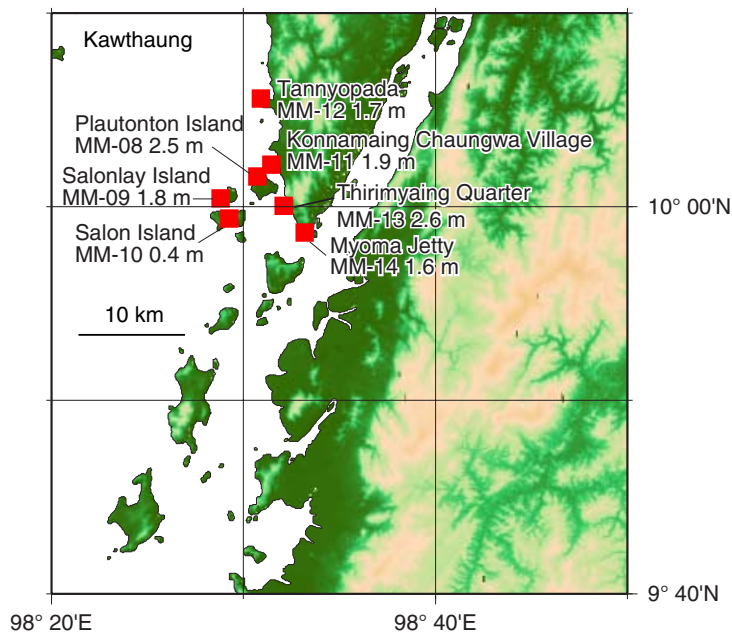 Kawthaung
Tannyopada
MM-12 1.7 m
Plautonton Island
MM-08 2.5 m
Konnamaing Chaungwa Village
MM-11 1.9 m
Salonlay Island
MM-09 1.8 m
Thirimyaing Quarter
MM-13 2.6 m
10° 00'N
Salon Island
MM-10 0.4 m
Myoma Jetty
MM-14 1.6 m
10 km
9° 40'N
98° 20'E
98° 40'E